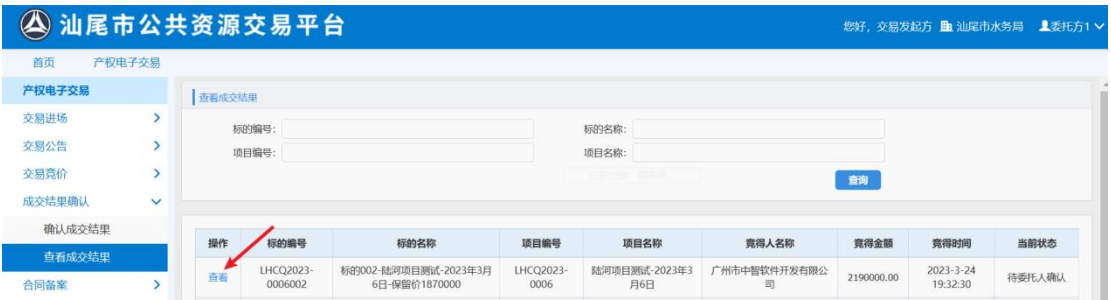 汕尾市公共资源交易平台
您好，交易发起方 汕尾市水务局 委托方1
首页 产权电子交易
产权电子交易
查看成交结果
交易进场
标的编号： 标的名称：
交易公告
项目编号： 项目名称：
交易竞价
查询
成交结果确认
确认成交结果
查看成交结果
操作 标的编号 标的名称 项目编号 项目名称 竞得人名称 竞得金额 竞得时间 当前状态
查看 LHCQ2023-0006002 标的002-陆河项目测试-2023年3月6日-保留价1870000 LHCQ2023-0006 陆河项目测试-2023年3月6日 广州市中智软件开发有限公司 2190000.00 2023-3-24 19:32:30 待委托人确认
合同备案